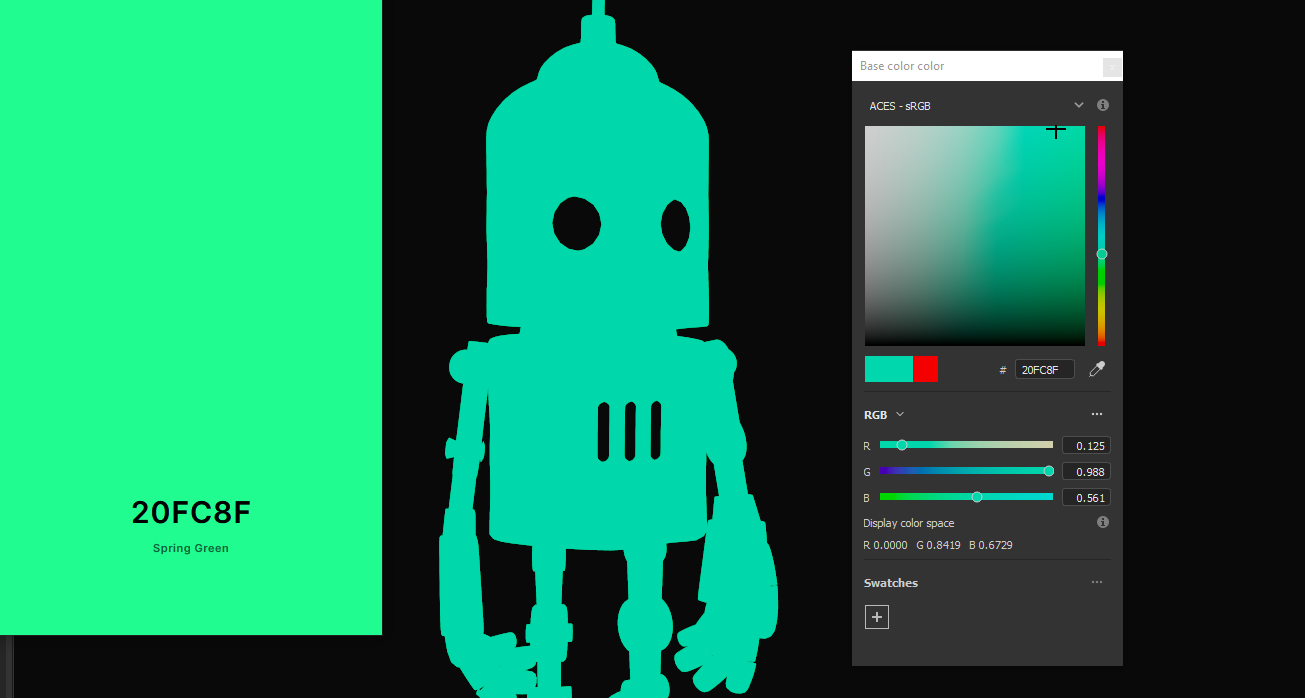 20FC8F
Spring Green
Base color color
ACES - sRGB
# 20FC8F
RGB
R 0.125
G 0.988
B 0.561
Display color space
R 0.0000 G 0.8419 B 0.6729
Swatches